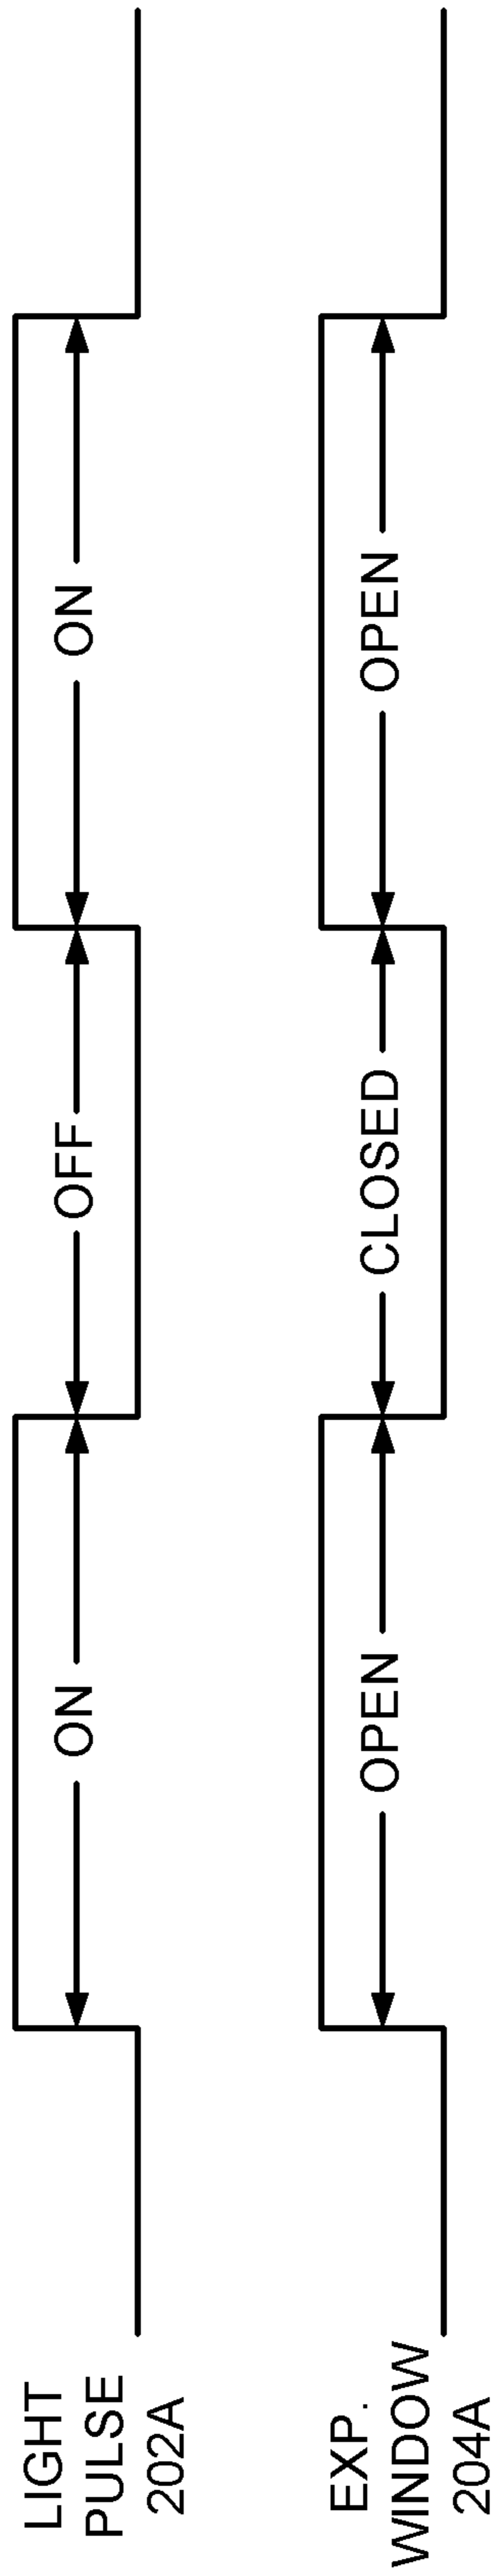 LIGHT
PULSE
202A
ON
OFF
ON
EXP.
WINDOW
204A
OPEN
CLOSED
OPEN